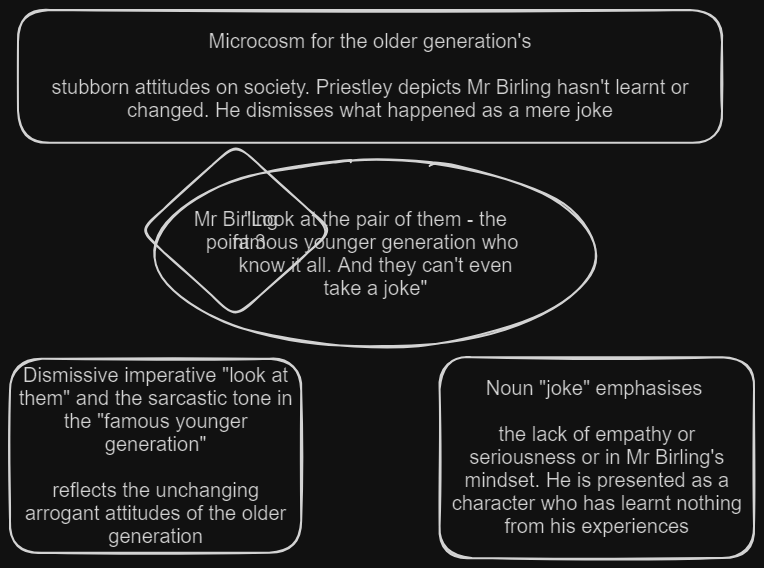 Microcosm for the older generation's
stubborn attitudes on society. Priestley depicts Mr Birling hasn't learnt or
changed. He dismisses what happened as a mere joke
Mr Birling
point 3
"Look at the pair of them - the
famous younger generation who
know it all. And they can't even
take a joke"
Dismissive imperative "look at
them" and the sarcastic tone in
the "famous younger
generation"
reflects the unchanging
arrogant attitudes of the older
generation
Noun "joke" emphasises
the lack of empathy or
seriousness or in Mr Birling's
mindset. He is presented as a
character who has learnt nothing
from his experiences